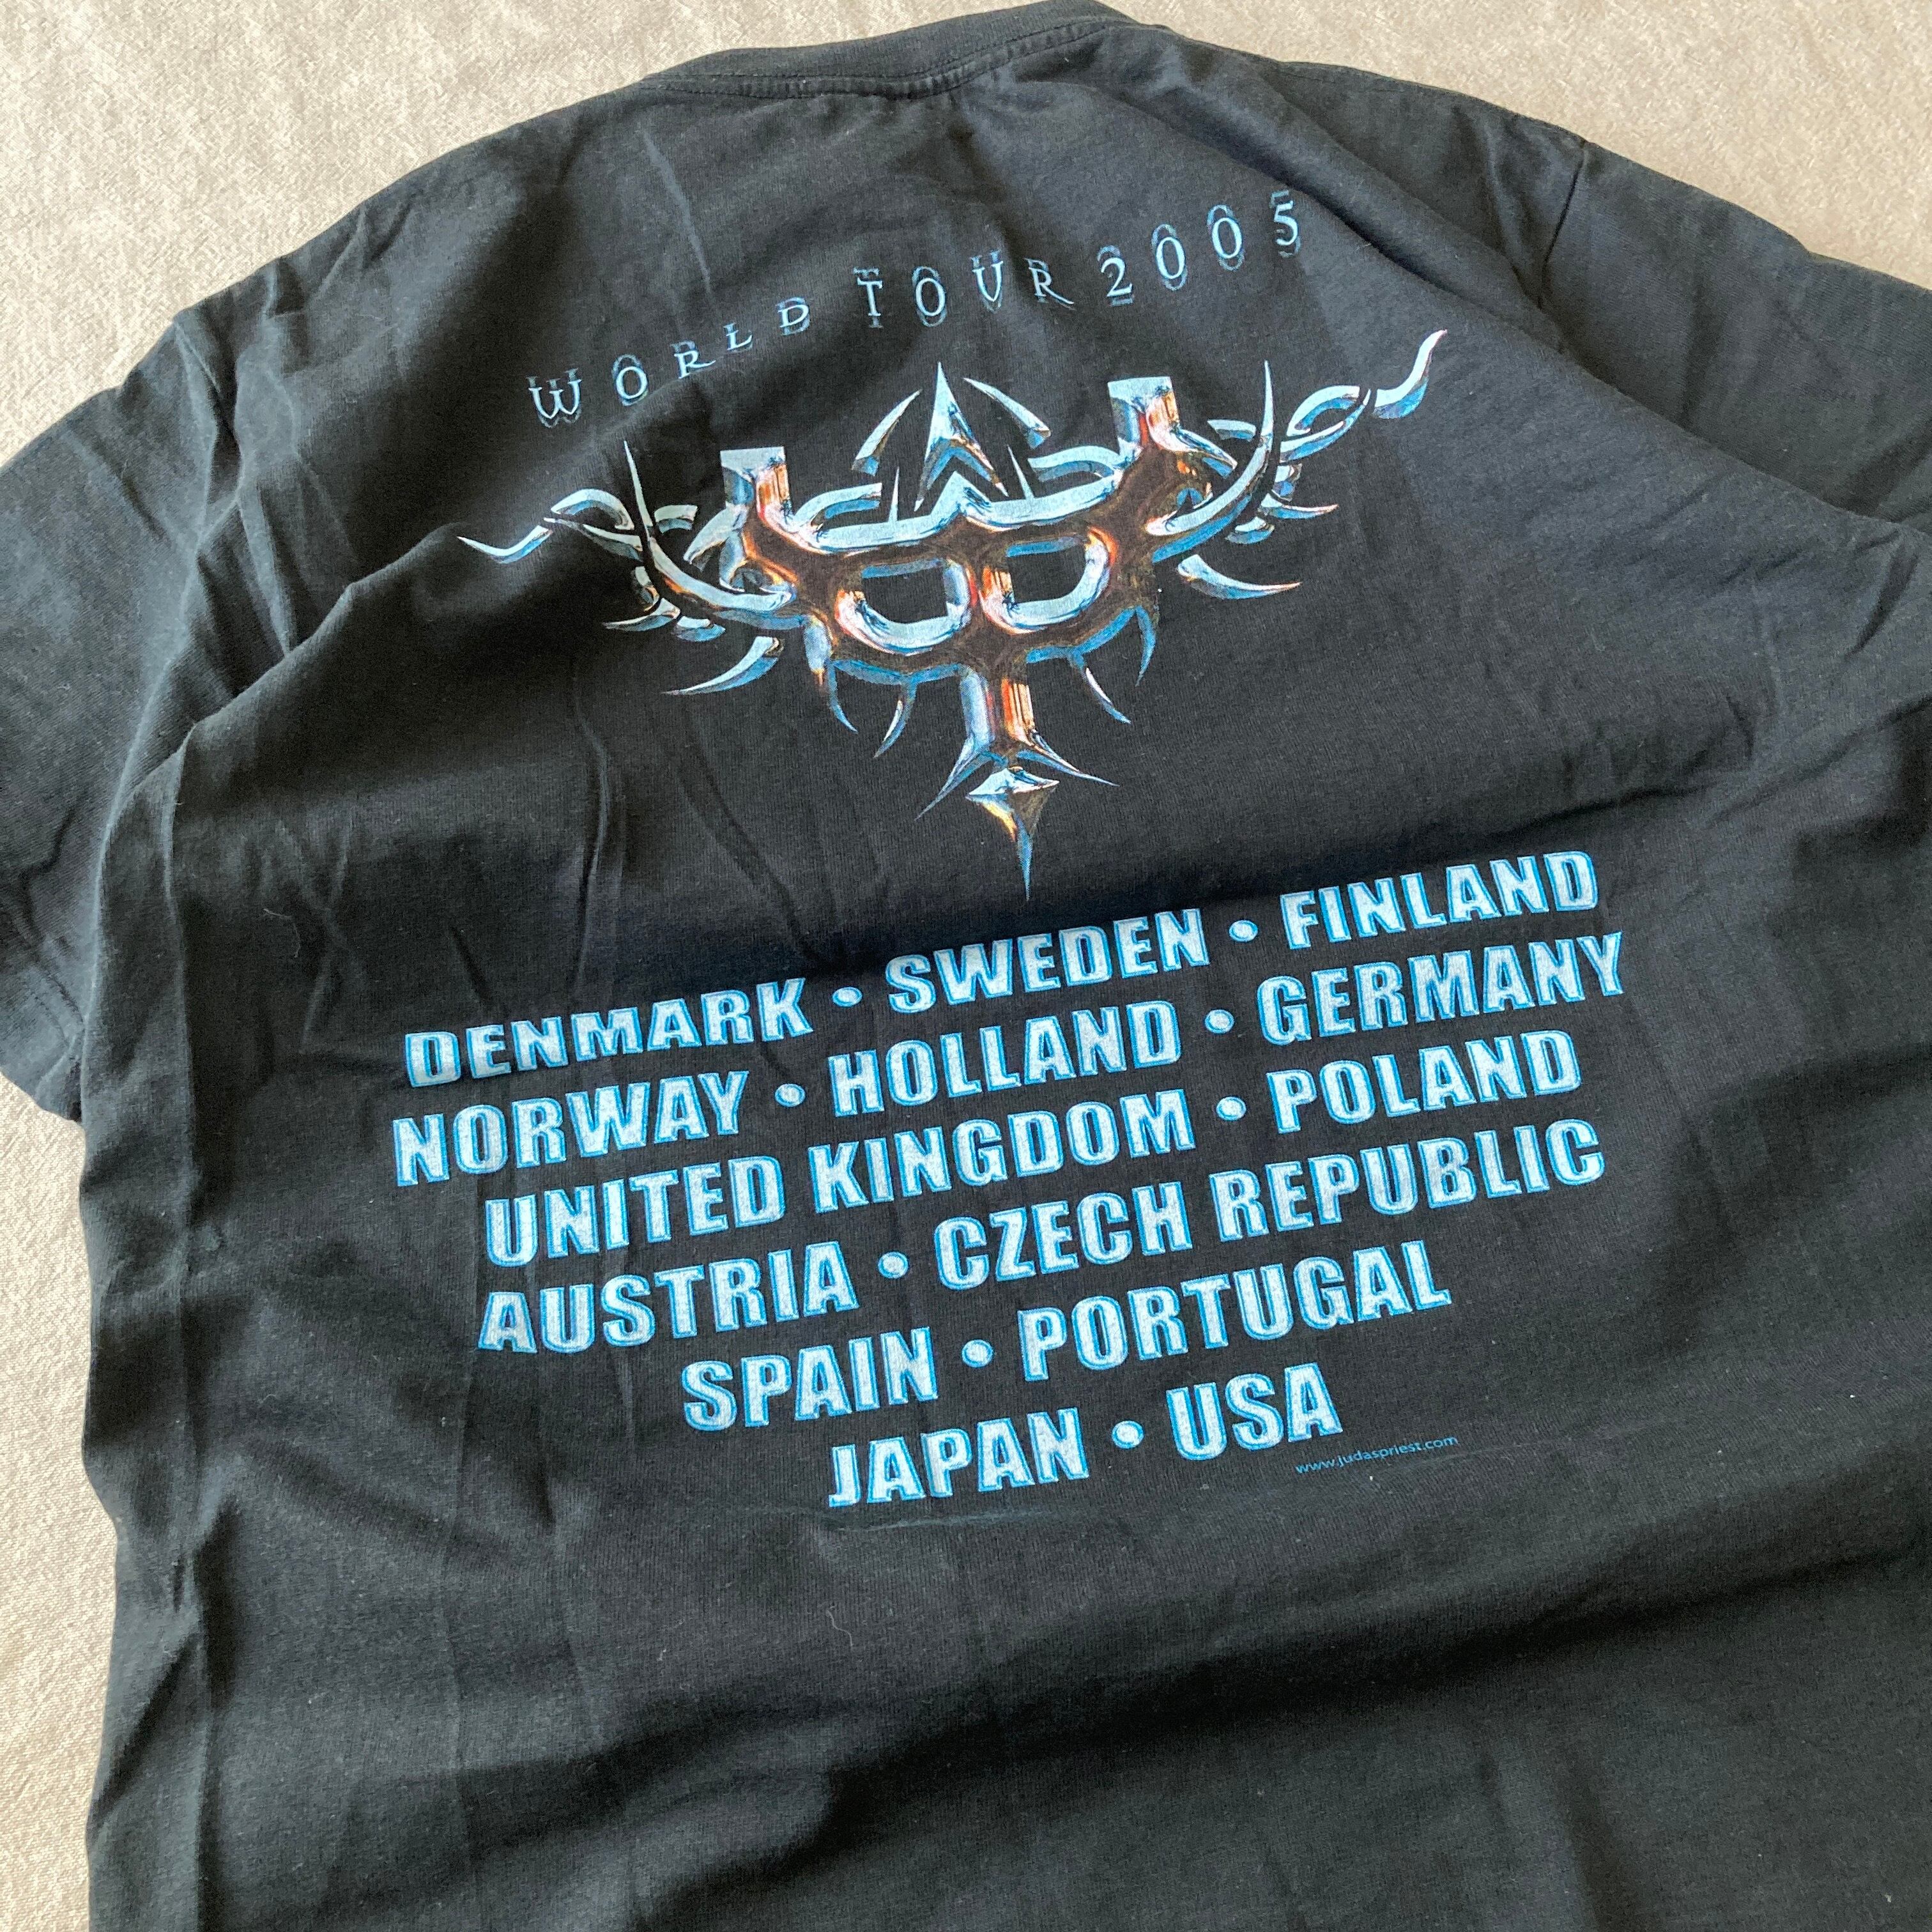 WORLD TOUR 2005
DENMARK • SWEDEN • FINLAND
NORWAY • HOLLAND • GERMANY
UNITED KINGDOM • POLAND
AUSTRIA • CZECH REPUBLIC
SPAIN • PORTUGAL
JAPAN • USA
www.judaspriest.com